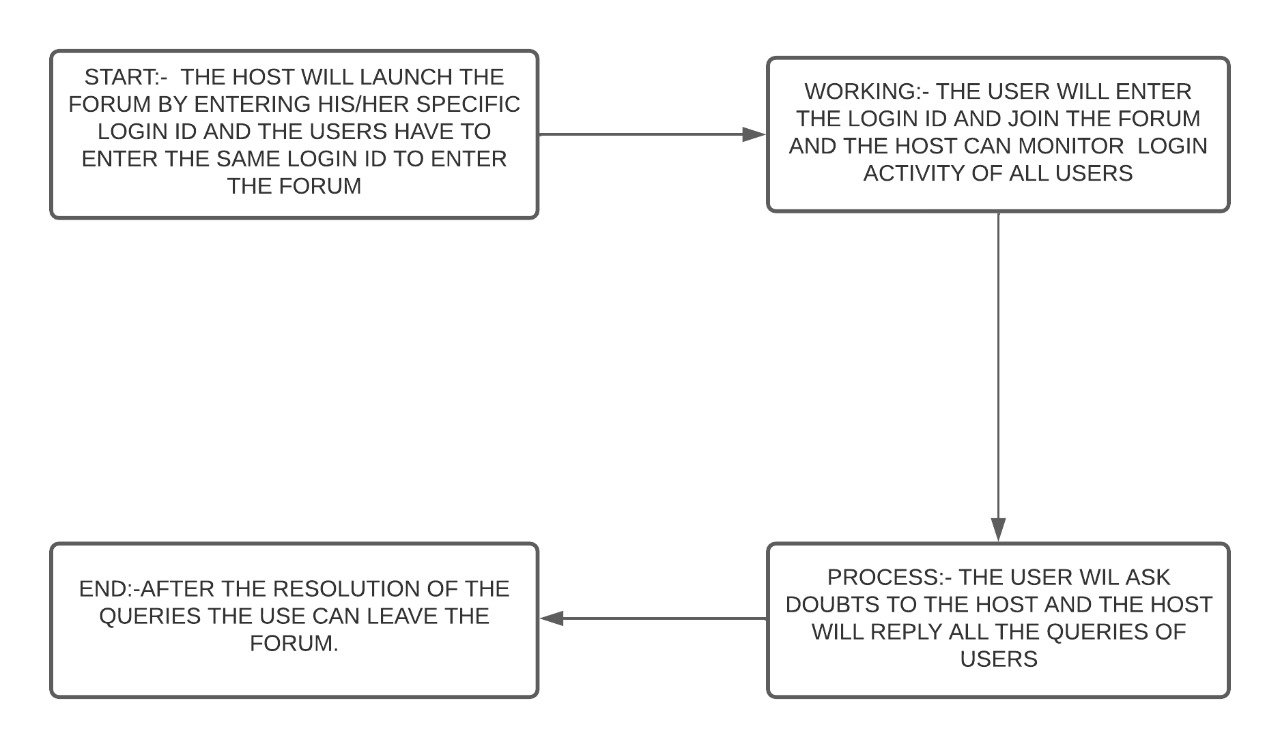 START:-  THE HOST WILL LAUNCH THE
FORUM BY ENTERING HIS/HER SPECIFIC
LOGIN ID AND THE USERS HAVE TO
ENTER THE SAME LOGIN ID TO ENTER
THE FORUM
WORKING:- THE USER WILL ENTER
THE LOGIN ID AND JOIN THE FORUM
AND THE HOST CAN MONITOR  LOGIN
ACTIVITY OF ALL USERS
PROCESS:- THE USER WIL ASK
DOUBTS TO THE HOST AND THE HOST
WILL REPLY ALL THE QUERIES OF
USERS
END:-AFTER THE RESOLUTION OF THE
QUERIES THE USE CAN LEAVE THE
FORUM.